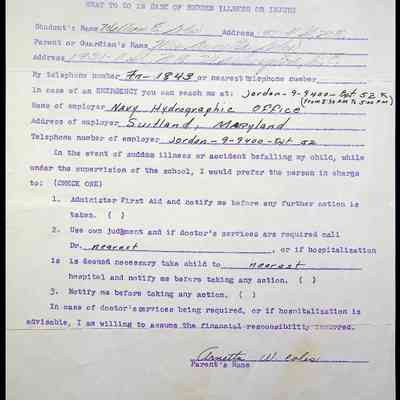 WHAT TO DO IN CASE OF SUDDEN ILLNESS OR INJURY
Student's Name Address
Parent or Guardian's Name
Address
My telephone number Fr-1843 or nearest telephone number
In case of an EMERGENCY you can reach me at: Jordon-9-9400-Ext 52
Name of employer Navy Hydrographic Office
Address of employer Suitland, Maryland
Telephone number of employer Jordon-9-9400-Ext 52
In the event of sudden illness or accident befalling my child, while
under the supervision of the school, I would prefer the person in charge
to: (CHECK ONE)
1. Administer First Aid and notify me before any further action is
taken. ( )
2. Use own judgment and if doctor's services are required call
Dr. nearest , or if hospitalization
is is deemed necessary take child to nearest
hospital and notify me before taking any action. ( )
3. Notify me before taking any action. ( )
In case of doctor's services being required, or if hospitalization is
advisable, I am willing to assume the financial responsibility incurred.
Arnetta W. Coles
Parent's Name